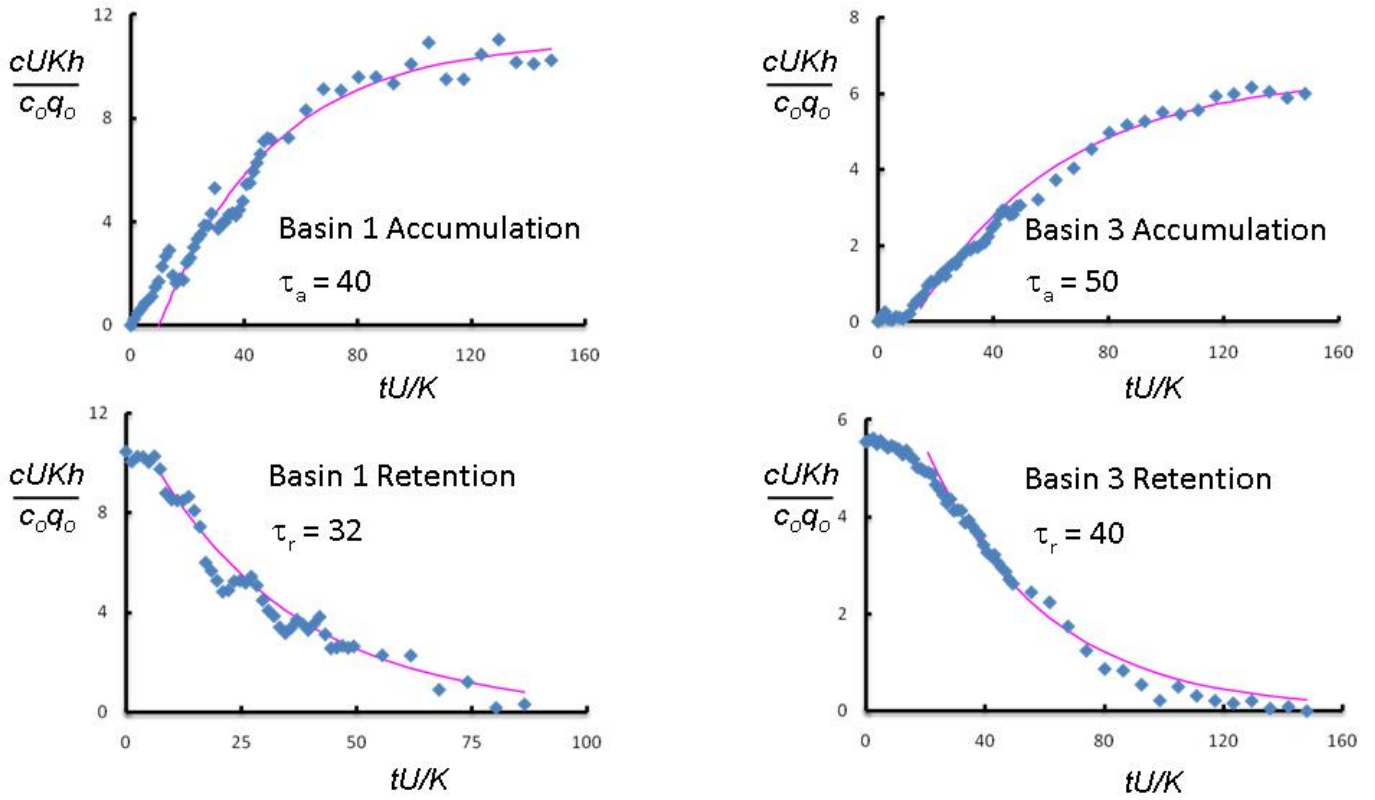 12
cUKh
c₀q₀
8
4
0
0 40 80 120 160
tU/K
Basin 1 Accumulation
τₐ = 40
8
cUKh
c₀q₀
6
4
2
0
0 40 80 120 160
tU/K
Basin 3 Accumulation
τₐ = 50
12
cUKh
c₀q₀
8
4
0
0 25 50 75 100
tU/K
Basin 1 Retention
τᵣ = 32
6
cUKh
c₀q₀
4
2
0
0 40 80 120 160
tU/K
Basin 3 Retention
τᵣ = 40